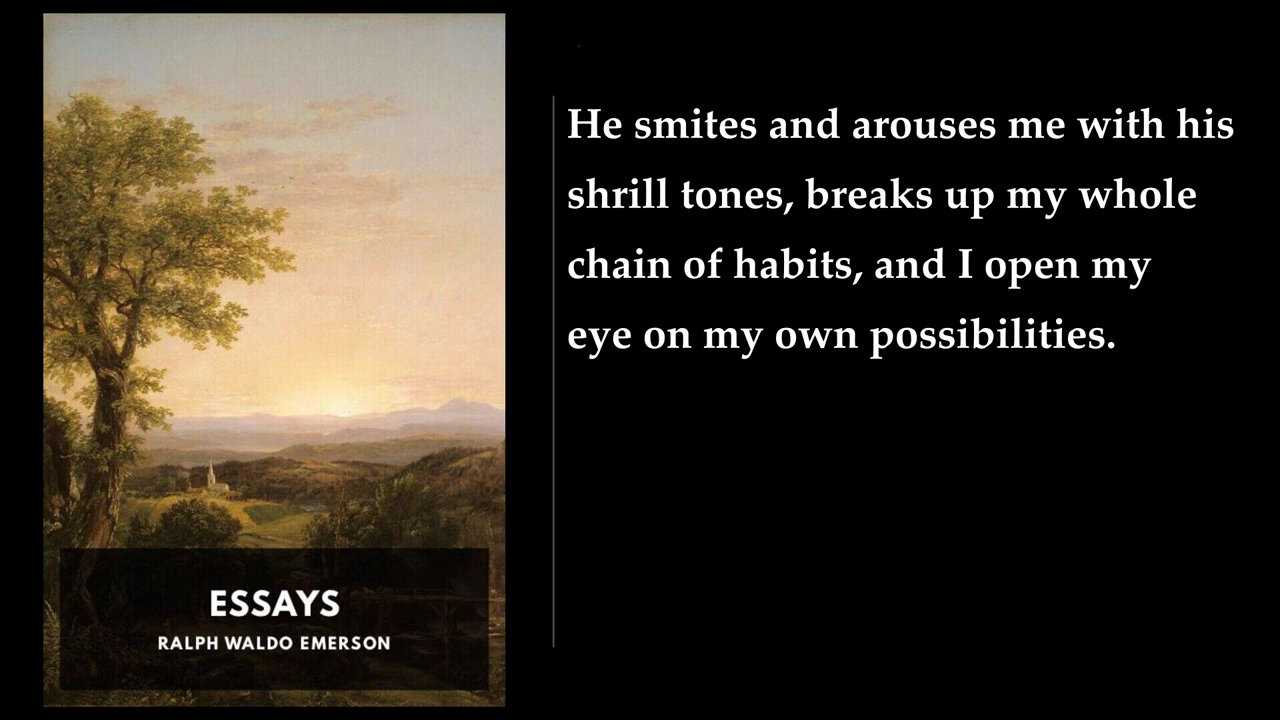 ESSAYS
RALPH WALDO EMERSON
He smites and arouses me with his
shrill tones, breaks up my whole
chain of habits, and I open my
eye on my own possibilities.